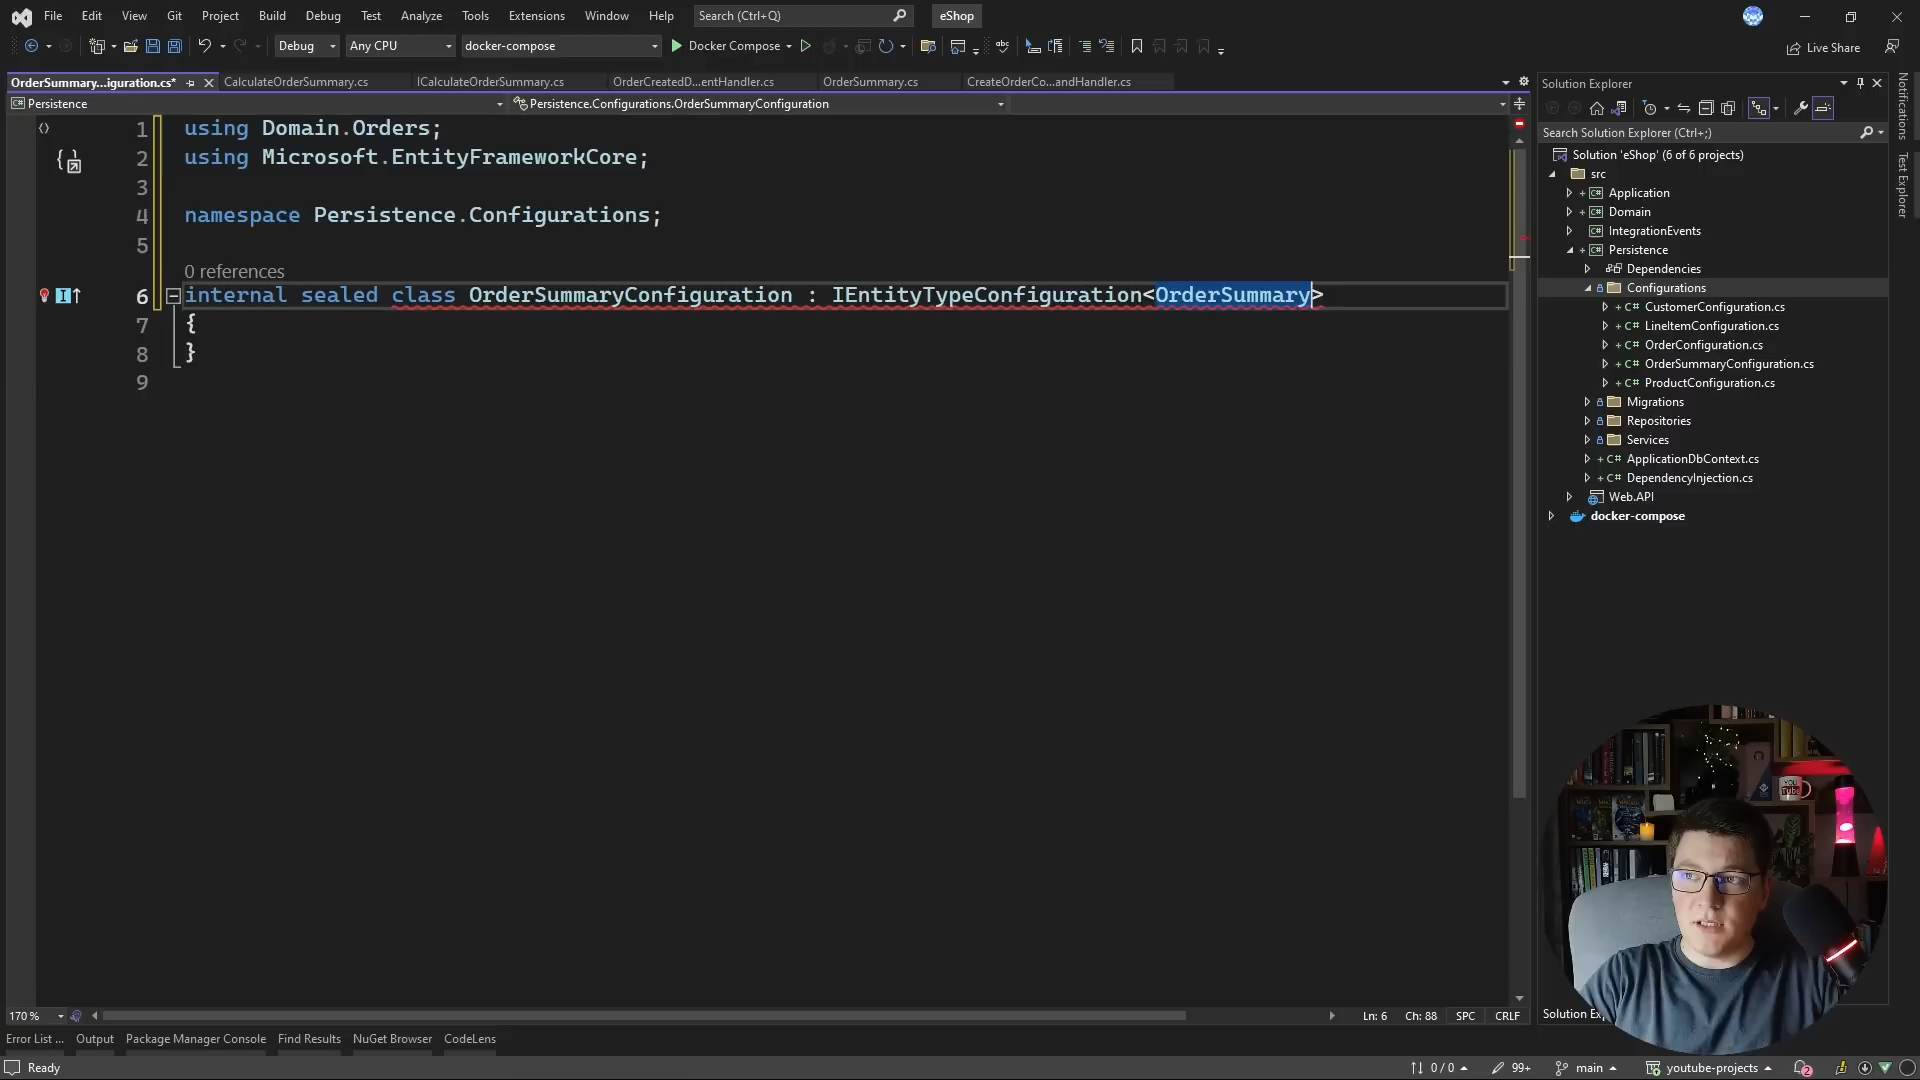 File Edit View Git Project Build Debug Test Analyze Tools Extensions Window Help Search (Ctrl+Q) eShop
Debug Any CPU docker-compose Docker Compose Live Share
OrderSummary...iguration.cs* CalculateOrderSummary.cs ICalculateOrderSummary.cs OrderCreatedD...entHandler.cs OrderSummary.cs CreateOrderCo...andHandler.cs
Persistence Persistence.Configurations.OrderSummaryConfiguration
1 using Domain.Orders;
2 using Microsoft.EntityFrameworkCore;
3
4 namespace Persistence.Configurations;
5
0 references
6 internal sealed class OrderSummaryConfiguration : IEntityTypeConfiguration<OrderSummary>
7 {
8 }
9
170 % Ln: 6 Ch: 88 SPC CRLF
Solution Explorer
Search Solution Explorer (Ctrl+;)
Solution 'eShop' (6 of 6 projects)
src
Application
Domain
IntegrationEvents
Persistence
Dependencies
Configurations
CustomerConfiguration.cs
LineItemConfiguration.cs
OrderConfiguration.cs
OrderSummaryConfiguration.cs
ProductConfiguration.cs
Migrations
Repositories
Services
ApplicationDbContext.cs
DependencyInjection.cs
Web.API
docker-compose
Notifications
Test Explorer
YOU
Tube
Error List ... Output Package Manager Console Find Results NuGet Browser CodeLens
Ready 0 / 0 99+ main youtube-projects 2